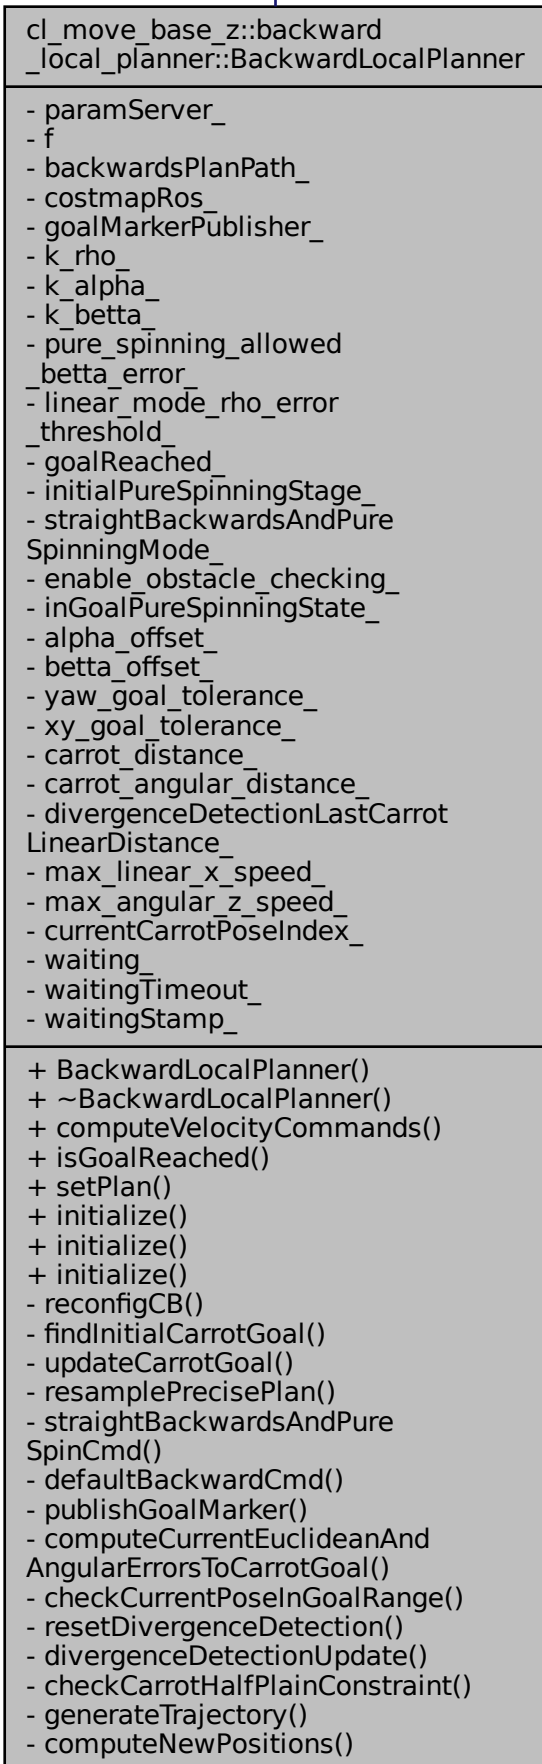 cl_move_base_z::backward
_local_planner::BackwardLocalPlanner
- paramServer_
- f
- backwardsPlanPath_
- costmapRos_
- goalMarkerPublisher_
- k_rho_
- k_alpha_
- k_betta_
- pure_spinning_allowed
_betta_error_
- linear_mode_rho_error
_threshold_
- goalReached_
- initialPureSpinningStage_
- straightBackwardsAndPure
SpinningMode_
- enable_obstacle_checking_
- inGoalPureSpinningState_
- alpha_offset_
- betta_offset_
- yaw_goal_tolerance_
- xy_goal_tolerance_
- carrot_distance_
- carrot_angular_distance_
- divergenceDetectionLastCarrot
LinearDistance_
- max_linear_x_speed_
- max_angular_z_speed_
- currentCarrotPoseIndex_
- waiting_
- waitingTimeout_
- waitingStamp_
+ BackwardLocalPlanner()
+ ~BackwardLocalPlanner()
+ computeVelocityCommands()
+ isGoalReached()
+ setPlan()
+ initialize()
+ initialize()
+ initialize()
- reconfigCB()
- findInitialCarrotGoal()
- updateCarrotGoal()
- resamplePrecisePlan()
- straightBackwardsAndPure
SpinCmd()
- defaultBackwardCmd()
- publishGoalMarker()
- computeCurrentEuclideanAnd
AngularErrorsToCarrotGoal()
- checkCurrentPoseInGoalRange()
- resetDivergenceDetection()
- divergenceDetectionUpdate()
- checkCarrotHalfPlainConstraint()
- generateTrajectory()
- computeNewPositions()